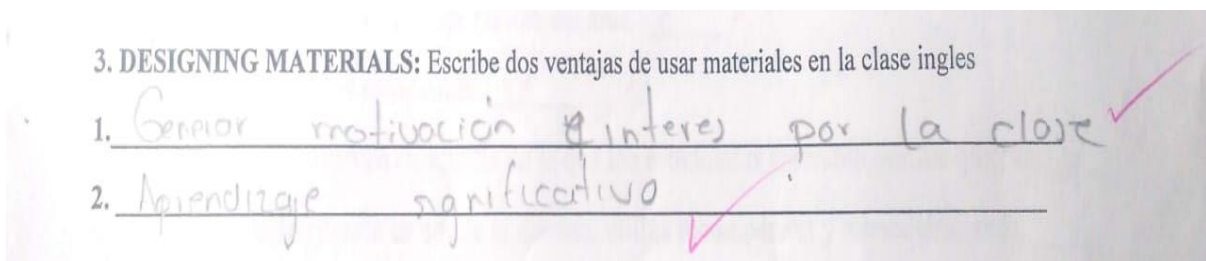 3. DESIGNING MATERIALS: Escribe dos ventajas de usar materiales en la clase ingles
1. Generar motivación e interes por la clase
2. Aprendizaje significativo